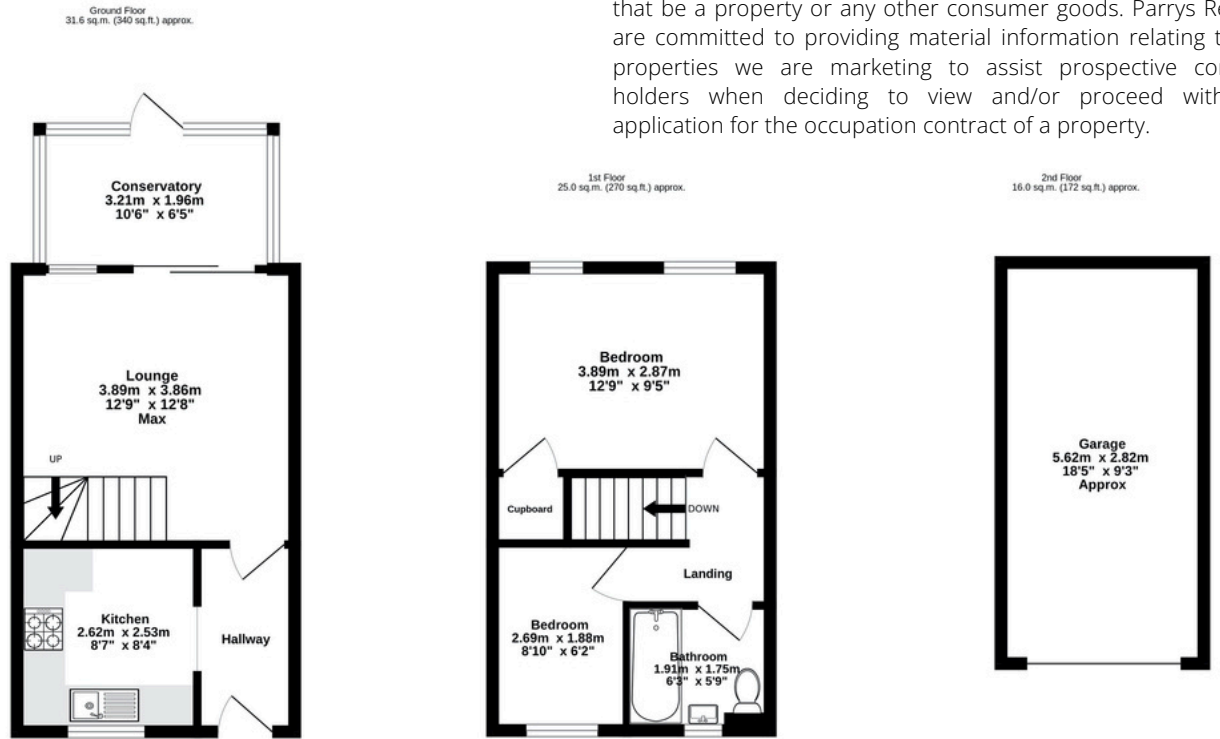 that be a property or any other consumer goods. Parrys
are committed to providing material information relating
properties we are marketing to assist prospective
holders when deciding to view and/or proceed with
application for the occupation contract of a property.
Ground Floor
31.6 sq.m. (340 sq.ft.) approx.
Conservatory
3.21m x 1.96m
10'6" x 6'5"
Lounge
3.89m x 3.86m
12'9" x 12'8"
Max
UP
Kitchen
2.62m x 2.53m
8'7" x 8'4"
Hallway
1st Floor
25.0 sq.m. (270 sq.ft.) approx.
Bedroom
3.89m x 2.87m
12'9" x 9'5"
Cupboard
DOWN
Landing
Bedroom
2.69m x 1.88m
8'10" x 6'2"
Bathroom
1.91m x 1.75m
6'3" x 5'9"
2nd Floor
16.0 sq.m. (172 sq.ft.) approx.
Garage
5.62m x 2.82m
18'5" x 9'3"
Approx